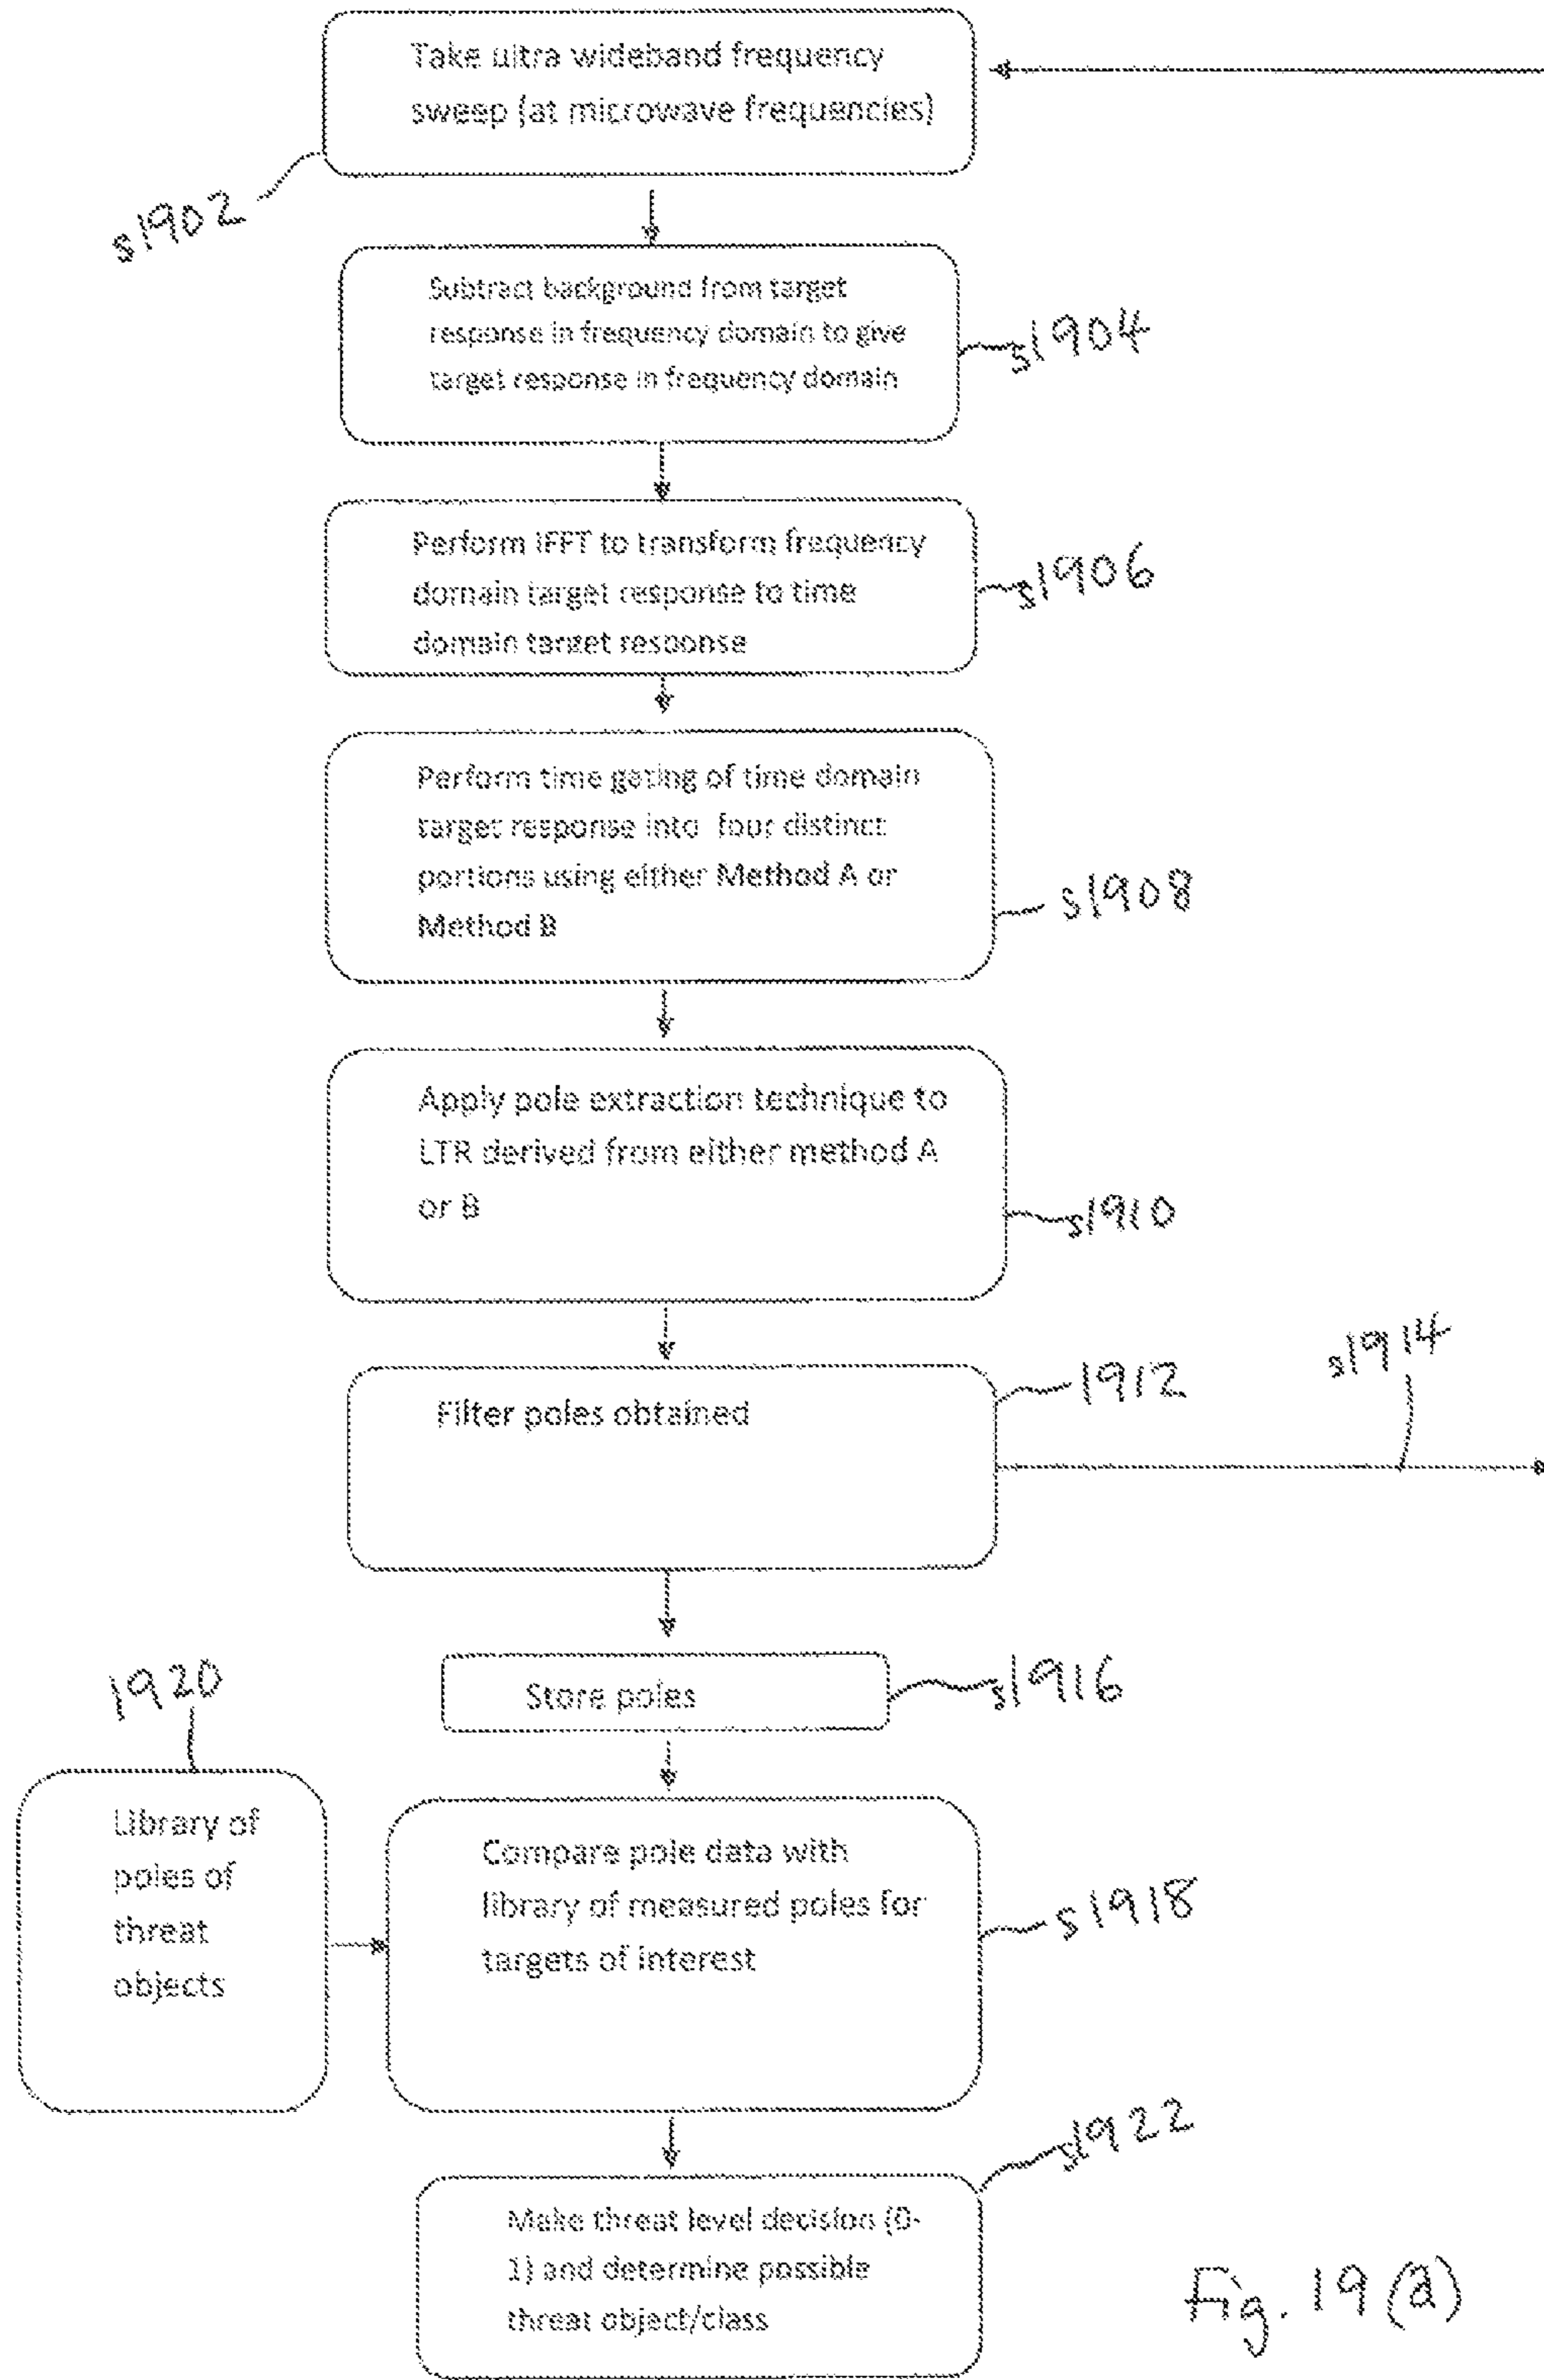 Take ultra wideband frequency
sweep (at microwave frequencies)
s1902
Subtract background from target
response in frequency domain to give
target response in frequency domain
s1904
Perform IFFT to transform frequency
domain target response to time
domain target response
s1906
Perform time gating of time domain
target response into four distinct
portions using either Method A or
Method B
s1908
Apply pole extraction technique to
LTR derived from either method A
or B
s1910
Filter poles obtained
1912
s1914
Store poles
s1916
1920
Library of
poles of
threat
objects
Compare pole data with
library of measured poles for
targets of interest
s1918
Make threat level decision (0-
1) and determine possible
threat object/class
s1922
Fig. 19 (a)